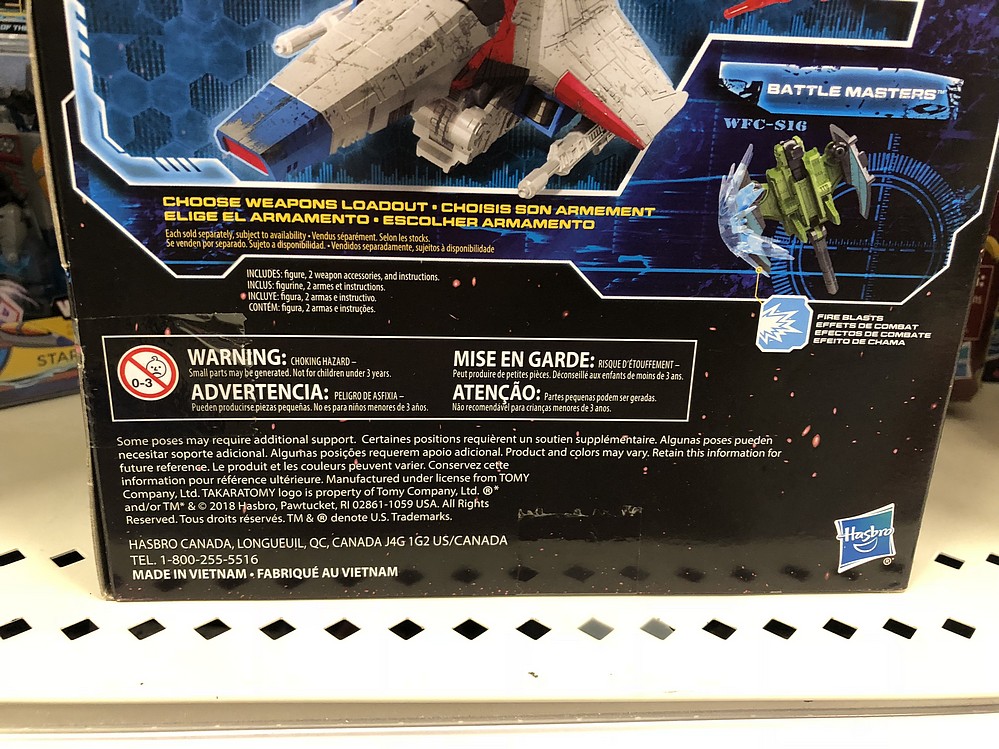 OF THE
BATTLE MASTERS™
WFC-S16
CHOOSE WEAPONS LOADOUT • CHOISIS SON ARMEMENT
ELIGE EL ARMAMENTO • ESCOLHER ARMAMENTO
Each sold separately, subject to availability • Vendus séparément. Selon les stocks.
Se venden por separado. Sujeto a disponibilidad. • Vendidos separadamente, sujeitos à disponibilidade
INCLUDES: figure, 2 weapon accessories, and instructions.
INCLUS: figurine, 2 armes et instructions.
INCLUYE: figura, 2 armas e instructivo.
CONTÉM: figura, 2 armas e instruções.
FIRE BLASTS
EFFETS DE COMBAT
EFECTOS DE COMBATE
EFEITO DE CHAMA
STAR
0-3
WARNING: CHOKING HAZARD –
Small parts may be generated. Not for children under 3 years.
ADVERTENCIA: PELIGRO DE ASFIXIA –
Pueden producirse piezas pequeñas. No es para niños menores de 3 años.
MISE EN GARDE: RISQUE D'ÉTOUFFEMENT –
Peut produire de petites pièces. Déconseillé aux enfants de moins de 3 ans.
ATENÇÃO: Partes pequenas podem ser geradas.
Não recomendável para crianças menores de 3 anos.
Some poses may require additional support. Certaines positions requièrent un soutien supplémentaire. Algunas poses pueden
necesitar soporte adicional. Algumas posições requerem apoio adicional. Product and colors may vary. Retain this information for
future reference. Le produit et les couleurs peuvent varier. Conservez cette
information pour référence ultérieure. Manufactured under license from TOMY
Company, Ltd. TAKARATOMY logo is property of Tomy Company, Ltd. ®*
and/or TM* & © 2018 Hasbro, Pawtucket, RI 02861-1059 USA. All Rights
Reserved. Tous droits réservés. TM & ® denote U.S. Trademarks.
HASBRO CANADA, LONGUEUIL, QC, CANADA J4G 1G2 US/CANADA
TEL. 1-800-255-5516
MADE IN VIETNAM • FABRIQUÉ AU VIETNAM
Hasbro®